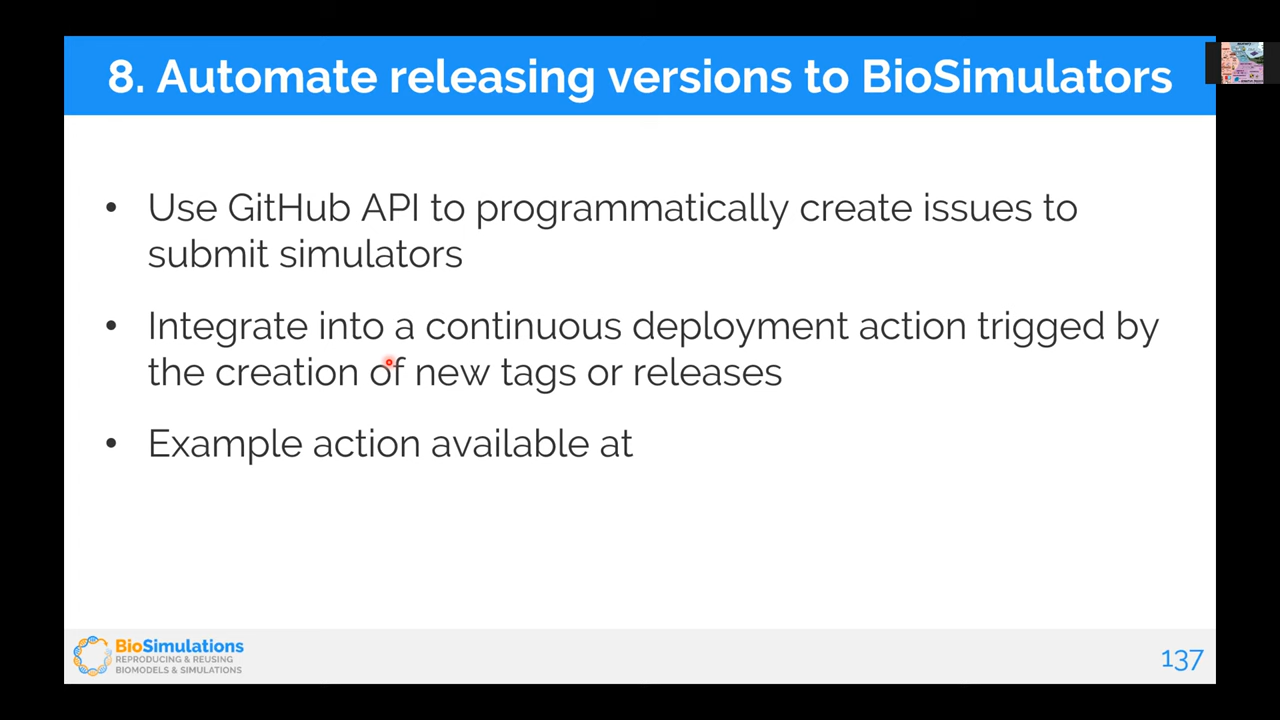 8. Automate releasing versions to BioSimulators
• Use GitHub API to programmatically create issues to
submit simulators
• Integrate into a continuous deployment action trigged by
the creation of new tags or releases
• Example action available at
BioSimulations
REPRODUCING & REUSING
BIOMODELS & SIMULATIONS
137